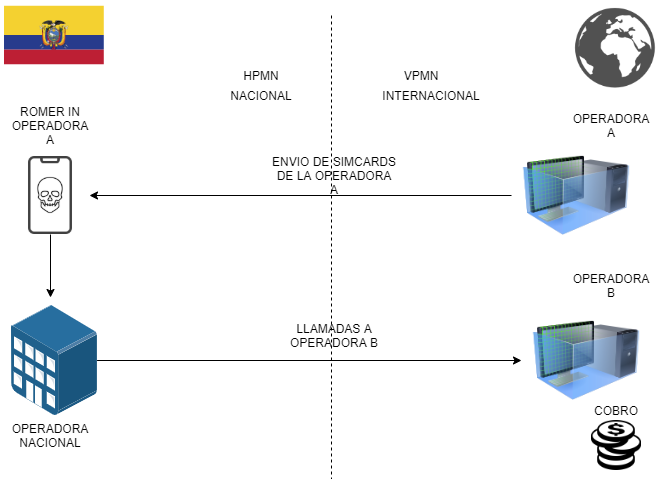 HPMN
NACIONAL
VPMN
INTERNACIONAL
ROMER IN
OPERADORA
A
OPERADORA
A
ENVIO DE SIMCARDS
DE LA OPERADORA
A
OPERADORA
B
LLAMADAS A
OPERADORA B
OPERADORA
NACIONAL
COBRO
$